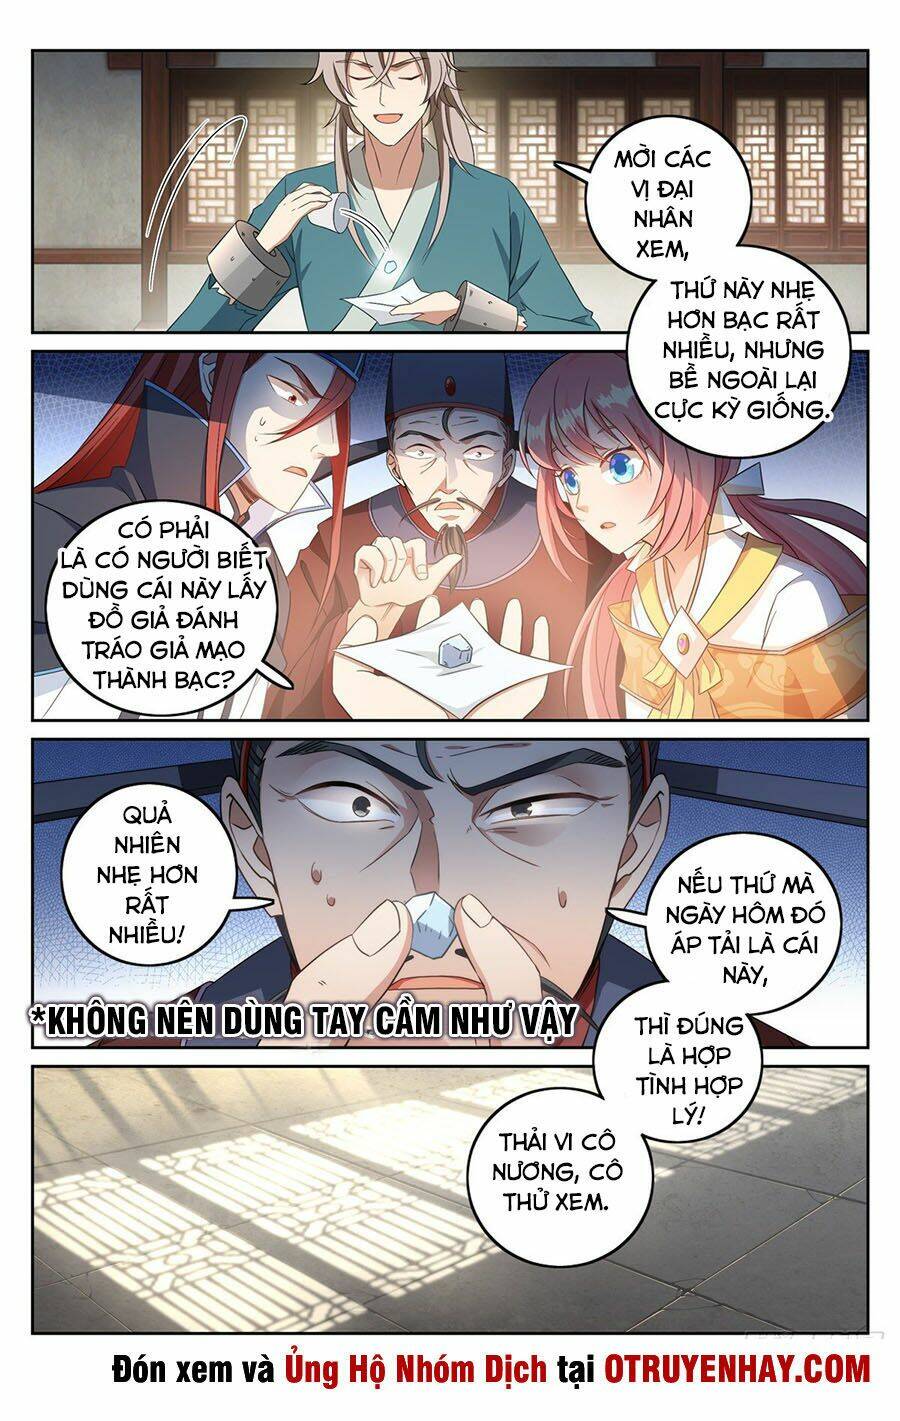 MỜI CÁC
VỊ ĐẠI
NHÂN
XEM,
THỨ NÀY NHẸ
HƠN BẠC RẤT
NHIỀU, NHƯNG
BỀ NGOÀI LẠI
CỰC KỲ GIỐNG.
CÓ PHẢI
LÀ CÓ NGƯỜI BIẾT
DÙNG CÁI NÀY LẤY
ĐỒ GIẢ ĐÁNH
TRÁO GIẢ MẠO
THÀNH BẠC?
QUẢ
NHIÊN
NHẸ HƠN
RẤT
NHIỀU!
NẾU THỨ MÀ
NGÀY HÔM ĐÓ
ÁP TẢI LÀ CÁI
NÀY,
*KHÔNG NÊN DÙNG TAY CẦM NHƯ VẬY
THÌ ĐÚNG
LÀ HỢP
TÌNH HỢP
LÝ!
THẢI VI CÔ
NƯƠNG, CÔ
THỬ XEM.
Đón xem và Ủng Hộ Nhóm Dịch tại OTRUYENHAY.COM